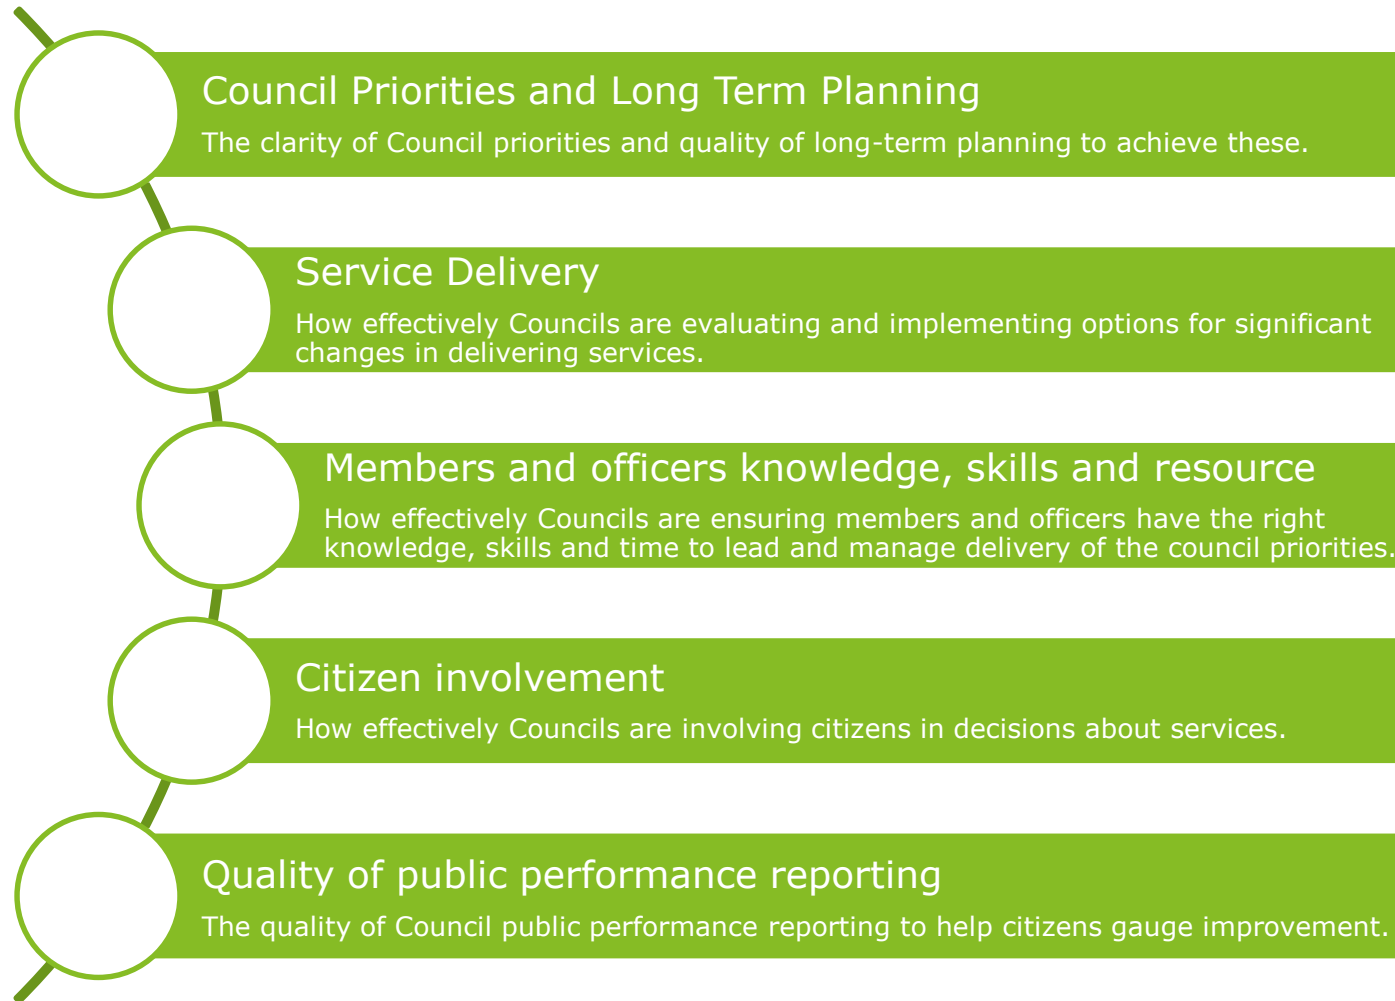 Council Priorities and Long Term Planning
The clarity of Council priorities and quality of long-term planning to achieve these.
Service Delivery
How effectively Councils are evaluating and implementing options for significant
changes in delivering services.
Members and officers knowledge, skills and resource
How effectively Councils are ensuring members and officers have the right
knowledge, skills and time to lead and manage delivery of the council priorities.
Citizen involvement
How effectively Councils are involving citizens in decisions about services.
Quality of public performance reporting
The quality of Council public performance reporting to help citizens gauge improvement.